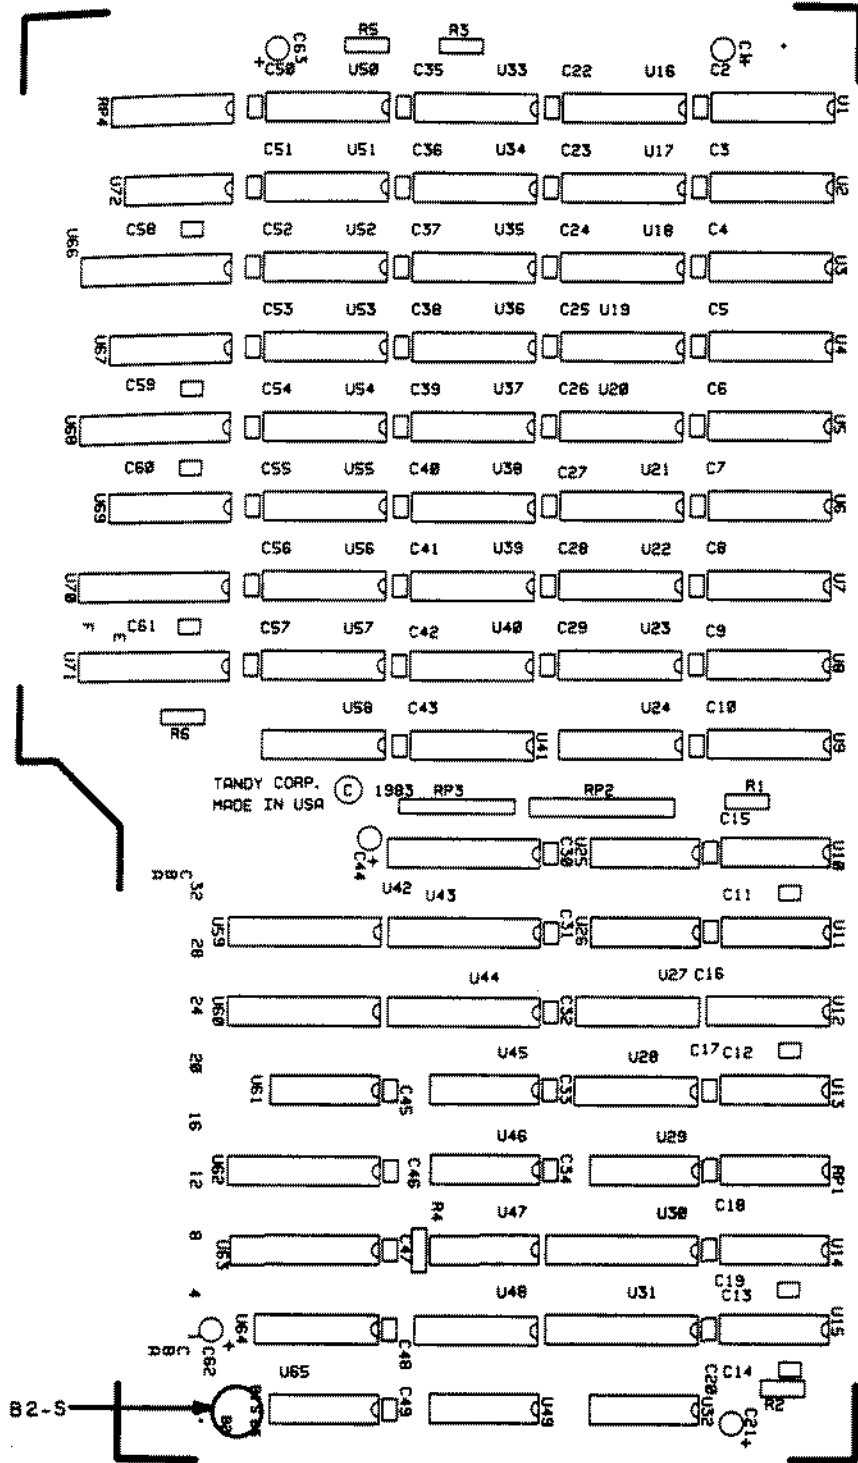 R5 R3
C63 C1
C50 U50 C35 U33 C22 U16 C2
RP4 U1
C51 U51 C36 U34 C23 U17 C3
U72 U2
C58 C52 U52 C37 U35 C24 U18 C4
U66 U3
C53 U53 C38 U36 C25 U19 C5
U67 U4
C59 C54 U54 C39 U37 C26 U20 C6
U68 U5
C60 C55 U55 C40 U38 C27 U21 C7
U69 U6
C56 U56 C41 U39 C28 U22 C8
U70 U7
C61 C57 U57 C42 U40 C29 U23 C9
U71 U8
U58 C43 U24 C10
R6 U41 U9
TANDY CORP. © 1983 RP3 RP2 R1
MADE IN USA
C15
C44 C30 U25 U10
C B A
32 U42 U43 C11
28 U59 C31 U26 U11
U44 U27 C16
24 U60 C32 U12
20 U45 U28 C17 C12
U61 C45 C33 U13
16 U46 U29
12 U62 C46 C34 RP1
R4 U47 U30 C18
8 U63 C47 U14
4 U48 U31 C19
C13
U64 C48 U15
C B A C62
U65 C20 C14
R2
B2-S C49 U49 U32 C21